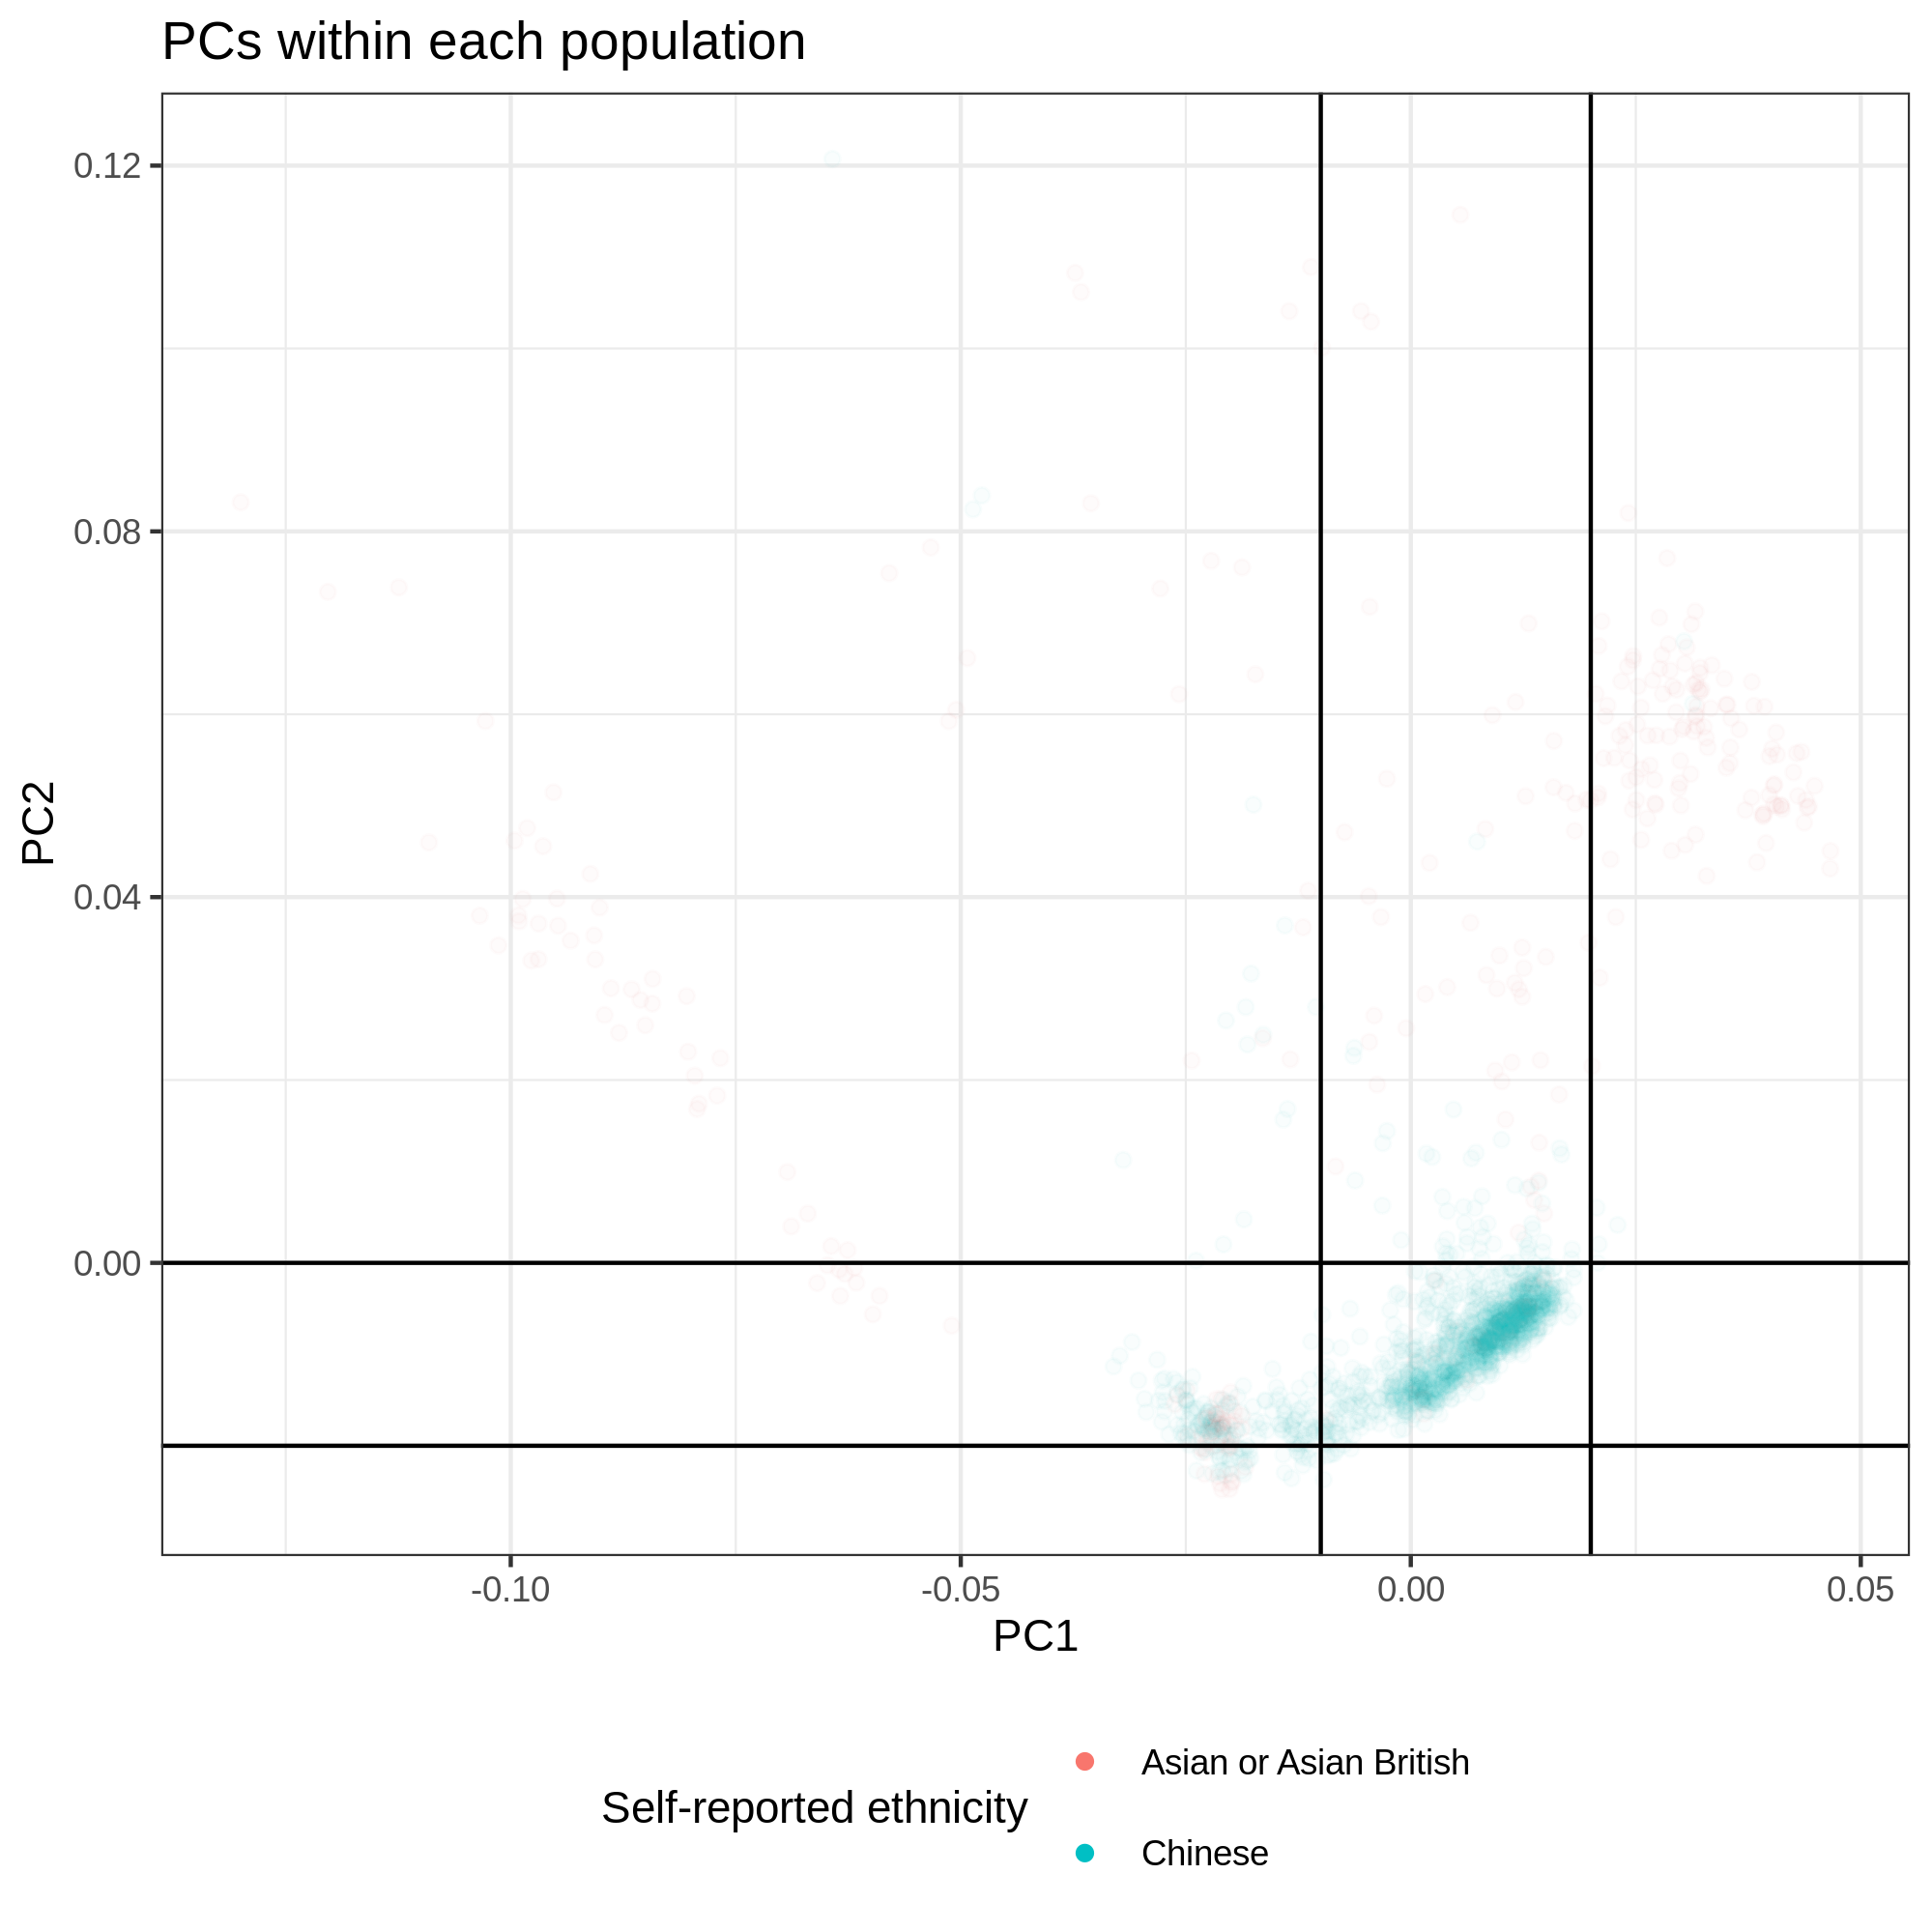 PCs within each population
0.12
0.08
0.04
0.00
PC2
-0.10
-0.05
0.00
0.05
PC1
Self-reported ethnicity
Asian or Asian British
Chinese